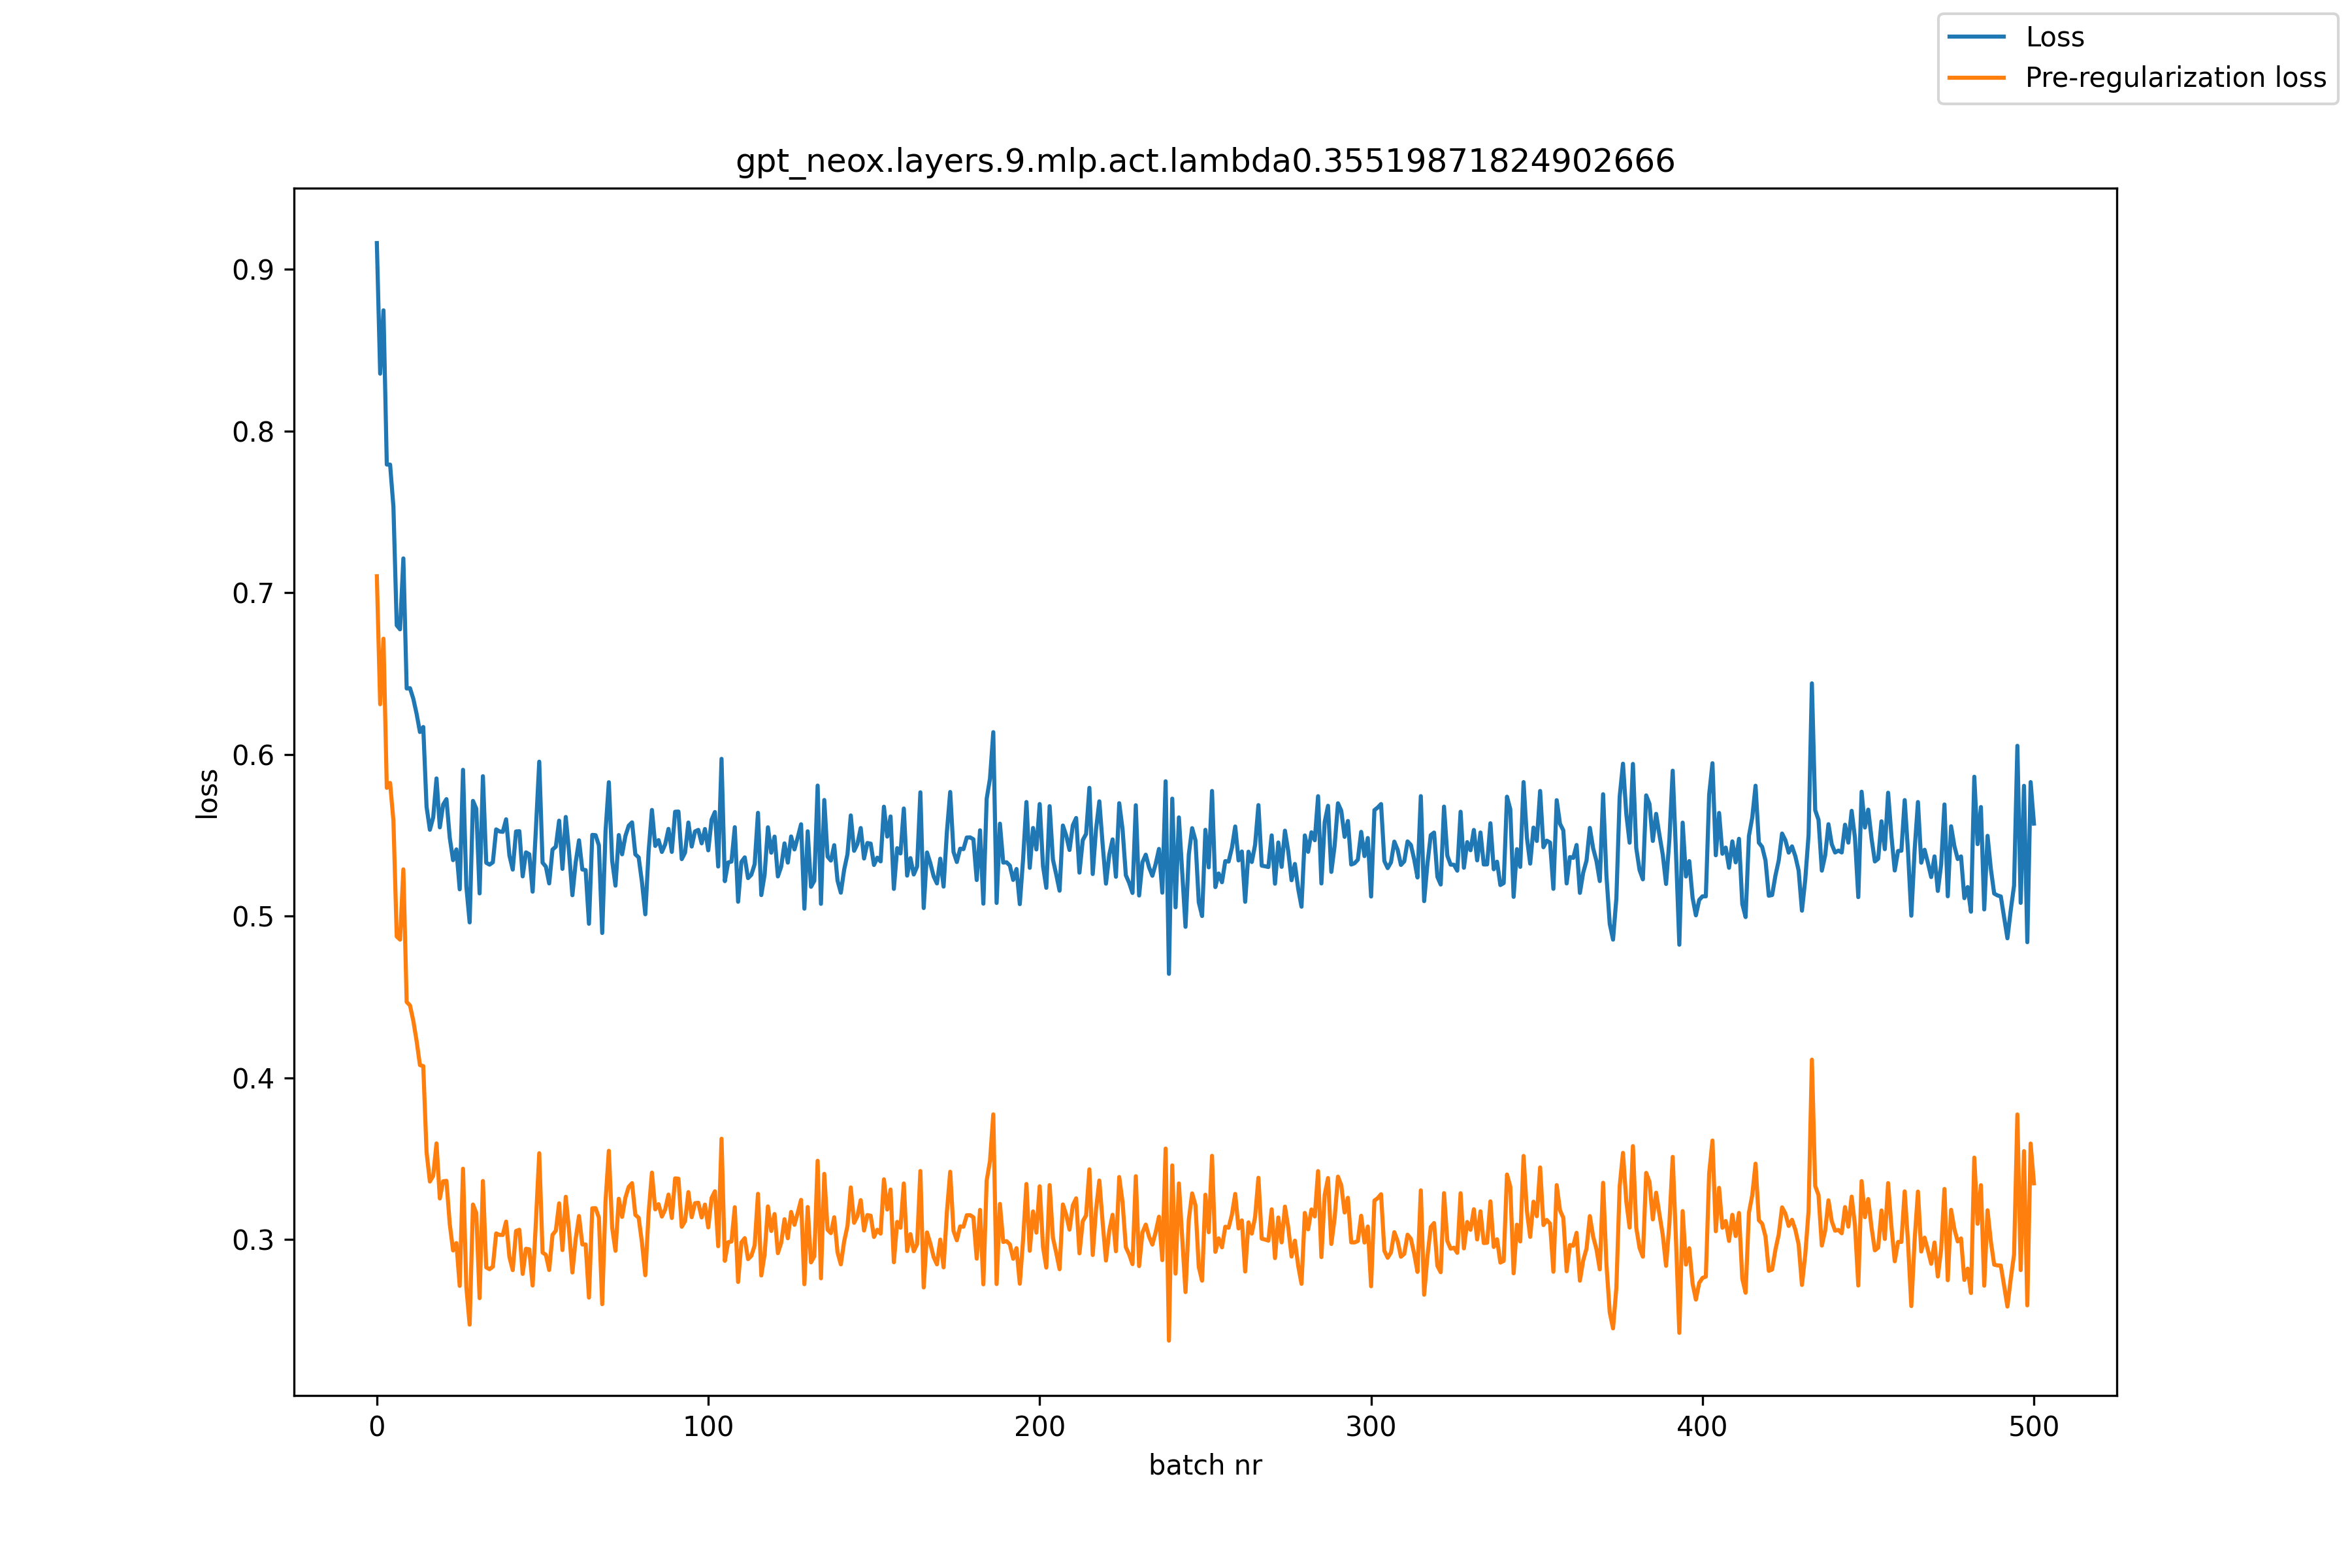 Loss
Pre-regularization loss
gpt_neox.layers.9.mlp.act.lambda0.35519871824902666
0.9
0.8
0.7
0.6
0.5
0.4
0.3
loss
0 100 200 300 400 500
batch nr